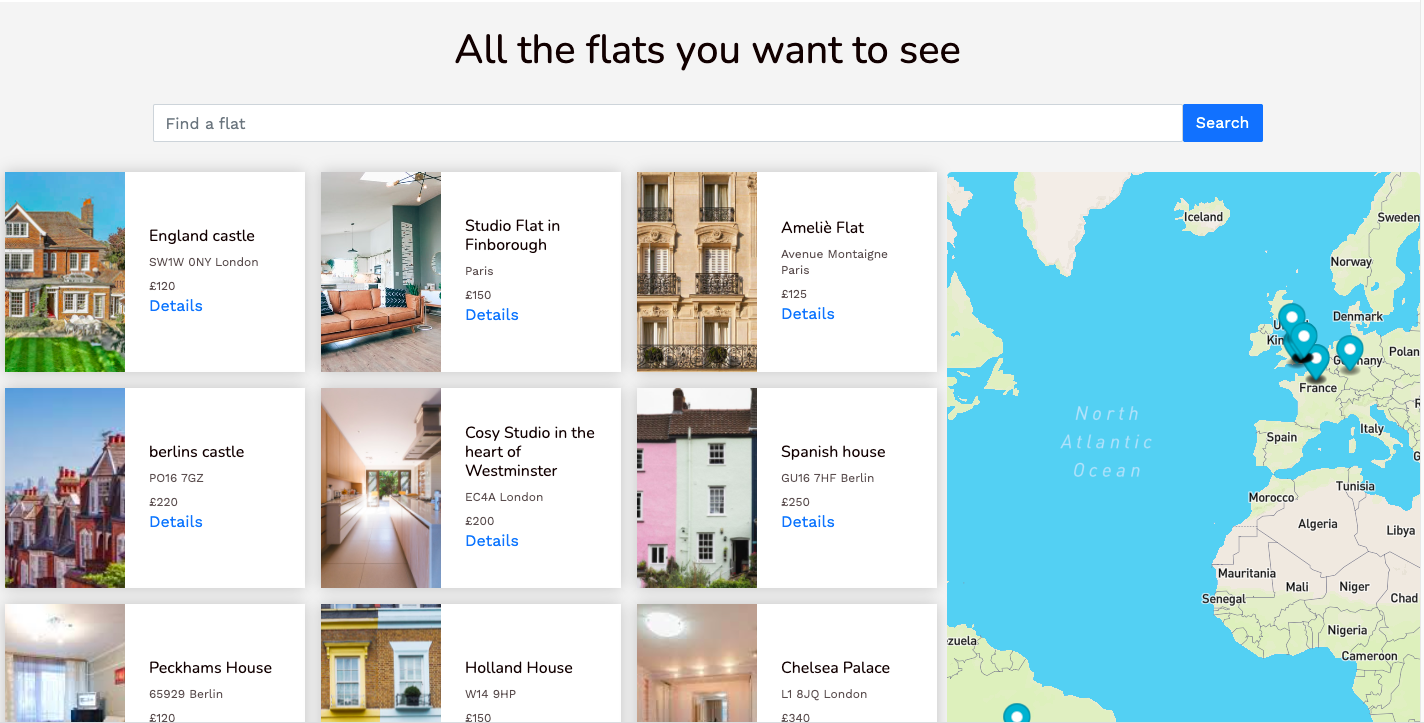 All the flats you want to see
Find a flat
Search
England castle
SW1W 0NY London
£120
Details
Studio Flat in
Finborough
Paris
£150
Details
Ameliè Flat
Avenue Montaigne
Paris
£125
Details
berlins castle
PO16 7GZ
£220
Details
Cosy Studio in the
heart of
Westminster
EC4A London
£200
Details
Spanish house
GU16 7HF Berlin
£250
Details
Peckhams House
65929 Berlin
£120
Holland House
W14 9HP
£150
Chelsea Palace
L1 8JQ London
£340
Iceland
Sweden
Norway
Denmark
Kin
Germany
Polan
France
North
Atlantic
Ocean
Spain
Italy
Tunisia
Morocco
Algeria
Libya
Mauritania
Mali
Niger
Chad
Senegal
Nigeria
zuela
Cameroon